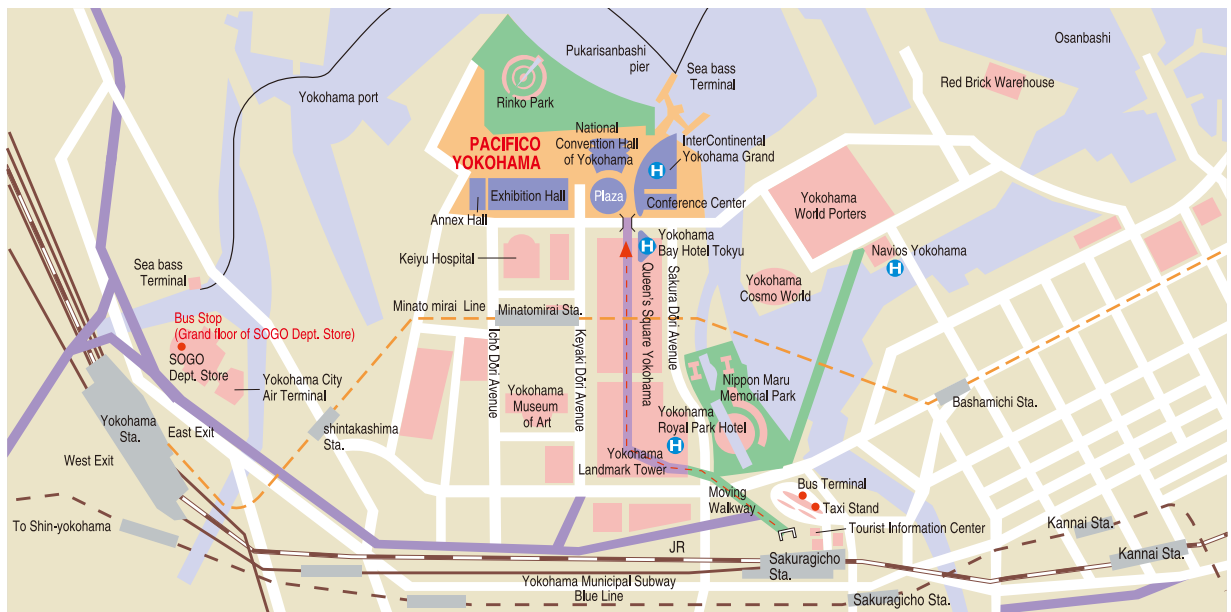 Pukarisanbashi
pier
Sea bass
Terminal
Osanbashi
Red Brick Warehouse
Yokohama port
Rinko Park
National
Convention Hall
of Yokohama
InterContinental
Yokohama Grand
H
PACIFICO
YOKOHAMA
Exhibition Hall
Plaza
Conference Center
Annex Hall
Yokohama
World Porters
Keiyu Hospital
H
Yokohama
Bay Hotel Tokyu
Navios Yokohama
H
Sea bass
Terminal
Yokohama
Cosmo World
Minato mirai Line
Minatomirai Sta.
Queen's Square Yokohama
Sakura Dōri Avenue
Bus Stop
(Grand floor of SOGO Dept. Store)
SOGO
Dept. Store
Ichō Dōri Avenue
Keyaki Dōri Avenue
Yokohama City
Air Terminal
Yokohama
Museum
of Art
Nippon Maru
Memorial Park
Bashamichi Sta.
Yokohama
Sta.
East Exit
shintakashima
Sta.
Yokohama
Royal Park Hotel
H
West Exit
Yokohama
Landmark Tower
Moving
Walkway
Bus Terminal
Taxi Stand
Tourist Information Center
To Shin-yokohama
Kannai Sta.
JR
Sakuragicho
Sta.
Kannai Sta.
Yokohama Municipal Subway
Blue Line
Sakuragicho Sta.